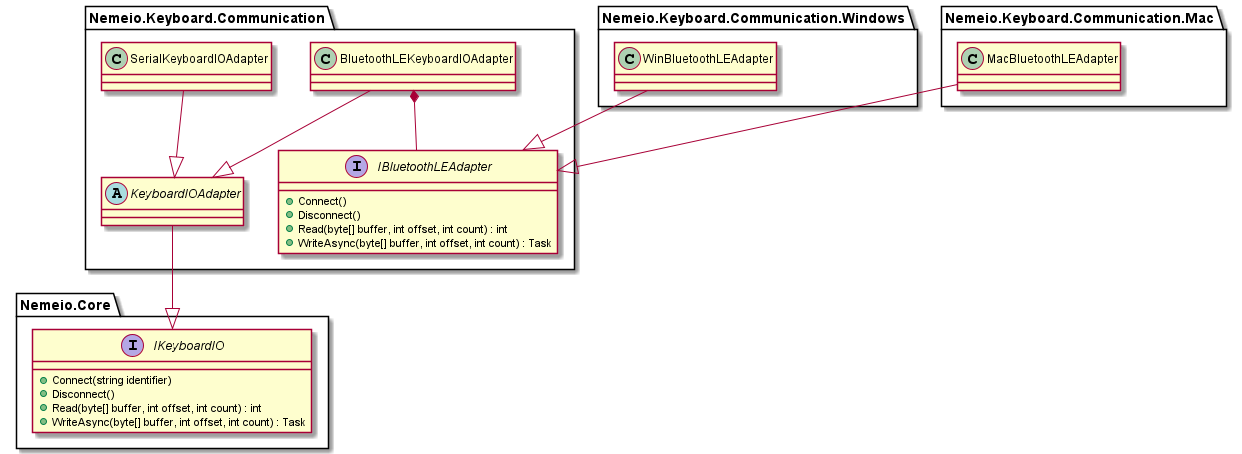 Nemeio.Keyboard.Communication
Nemeio.Keyboard.Communication.Windows
Nemeio.Keyboard.Communication.Mac
C SerialKeyboardIOAdapter
C BluetoothLEKeyboardIOAdapter
C WinBluetoothLEAdapter
C MacBluetoothLEAdapter
I IBluetoothLEAdapter
Connect()
Disconnect()
Read(byte[] buffer, int offset, int count) : int
WriteAsync(byte[] buffer, int offset, int count) : Task
A KeyboardIOAdapter
Nemeio.Core
I IKeyboardIO
Connect(string identifier)
Disconnect()
Read(byte[] buffer, int offset, int count) : int
WriteAsync(byte[] buffer, int offset, int count) : Task